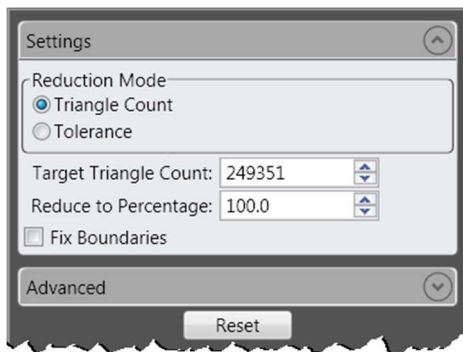 Settings
Reduction Mode
Triangle Count
Tolerance
Target Triangle Count: 249351
Reduce to Percentage: 100.0
Fix Boundaries
Advanced
Reset